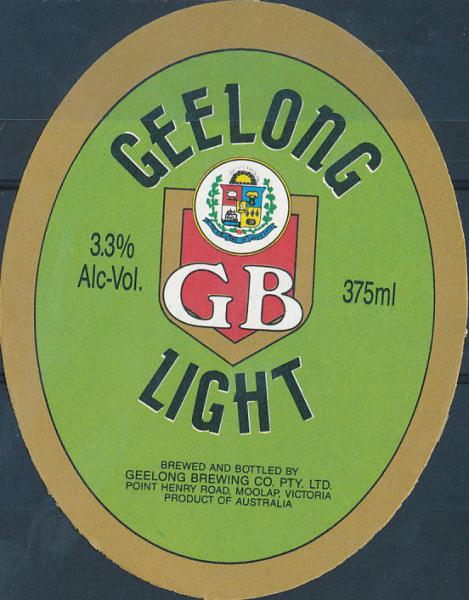 GEELONG
3.3%
Alc-Vol.
GB
375ml
LIGHT
BREWED AND BOTTLED BY
GEELONG BREWING CO. PTY. LTD.
POINT HENRY ROAD, MOOLAP, VICTORIA
PRODUCT OF AUSTRALIA